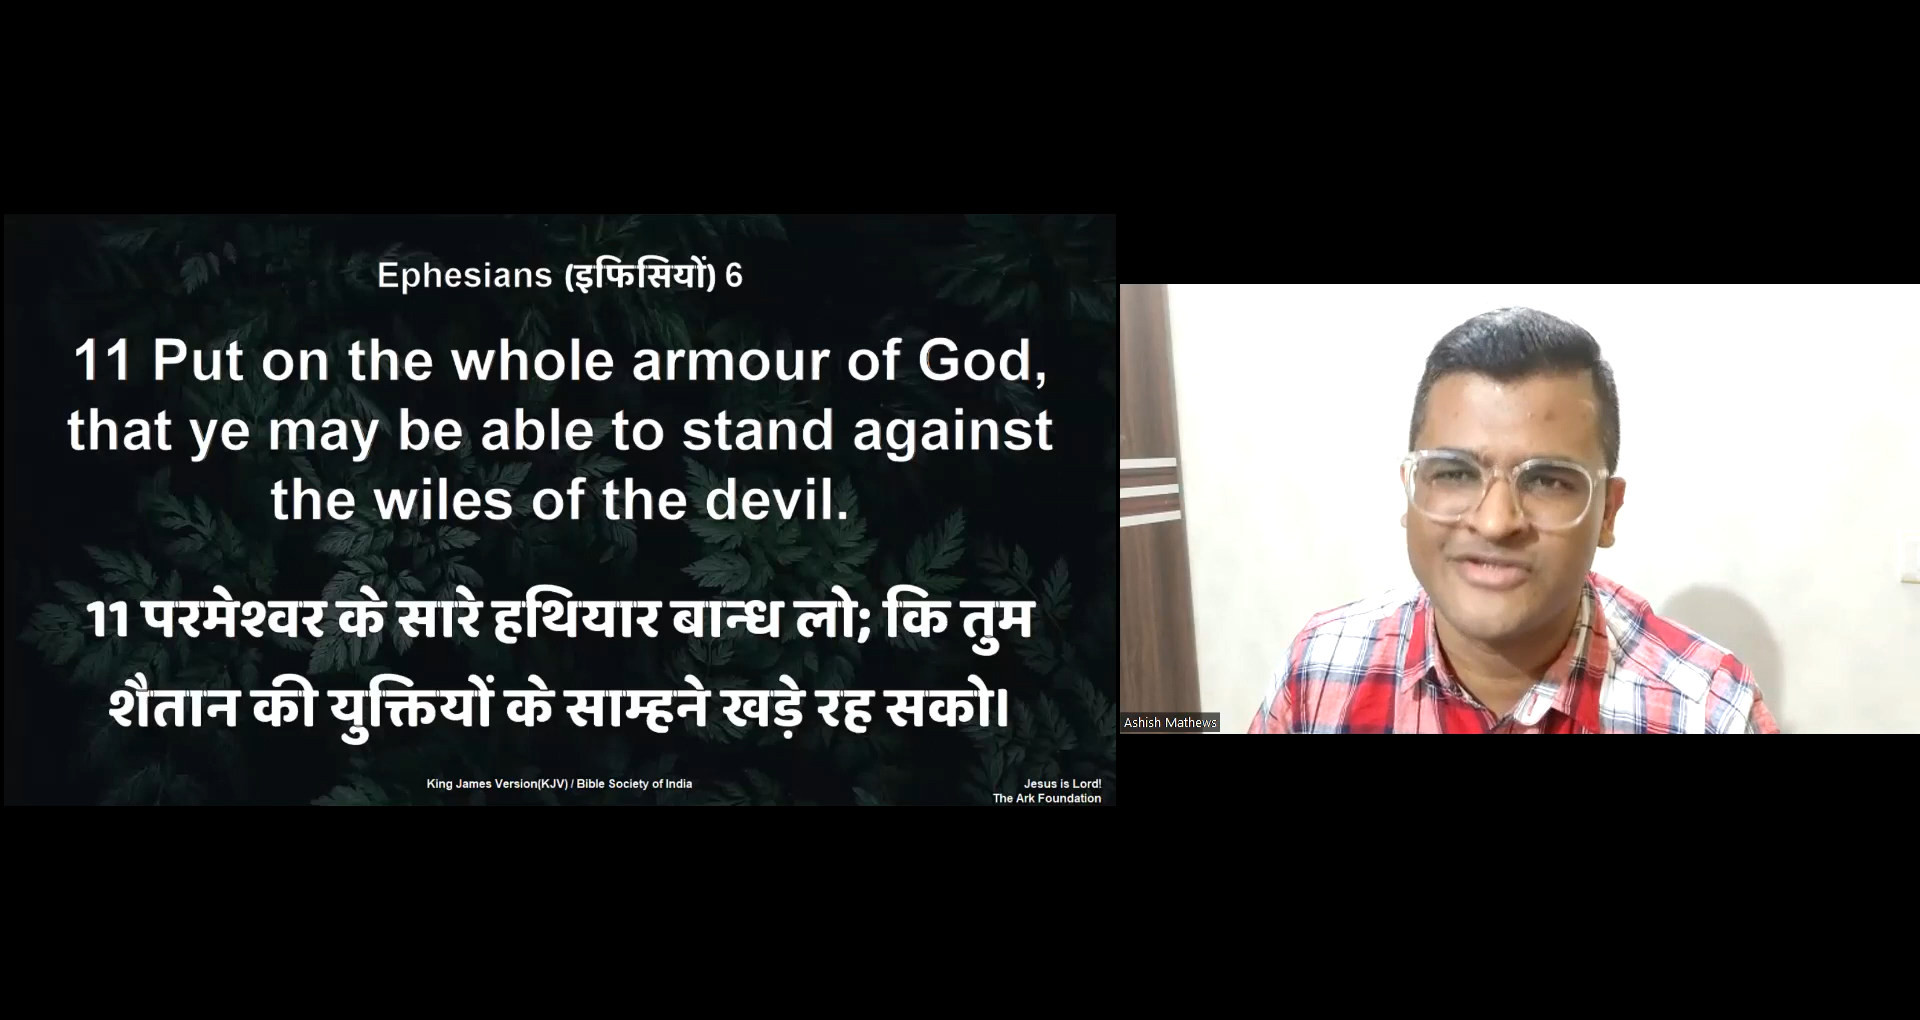 Ephesians (इफिसियों) 6
11 Put on the whole armour of God,
that ye may be able to stand against
the wiles of the devil.
11 परमेश्वर के सारे हथियार बान्ध लो; कि तुम
शैतान की युक्तियों के साम्हने खड़े रह सको।
King James Version(KJV) / Bible Society of India
Jesus is Lord!
The Ark Foundation
Ashish Mathews